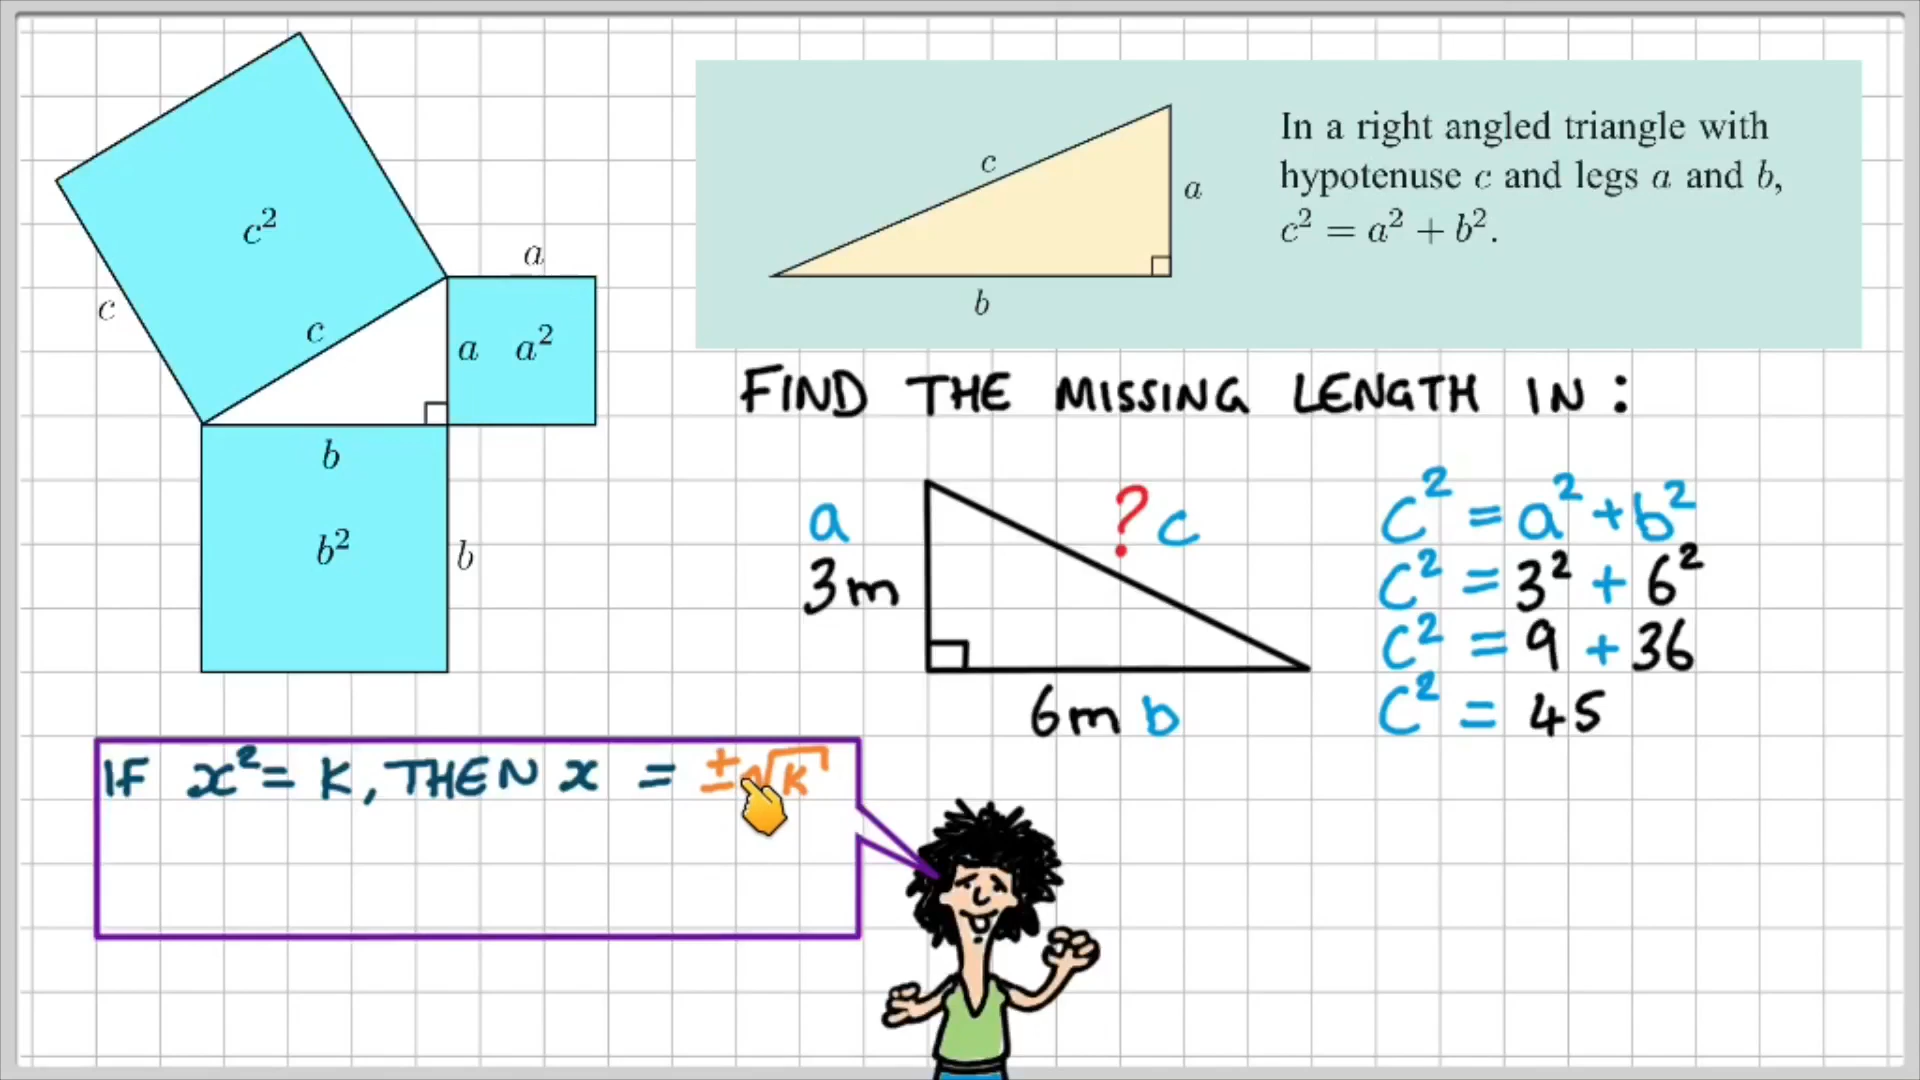 c²
c
c
a
a
a²
b
b²
b
c
a
b
In a right angled triangle with
hypotenuse c and legs a and b,
c² = a² + b².
FIND THE MISSING LENGTH IN :
a
3m
? c
6m b
c² = a² + b²
c² = 3² + 6²
c² = 9 + 36
c² = 45
IF x² = K, THEN x = ±√K